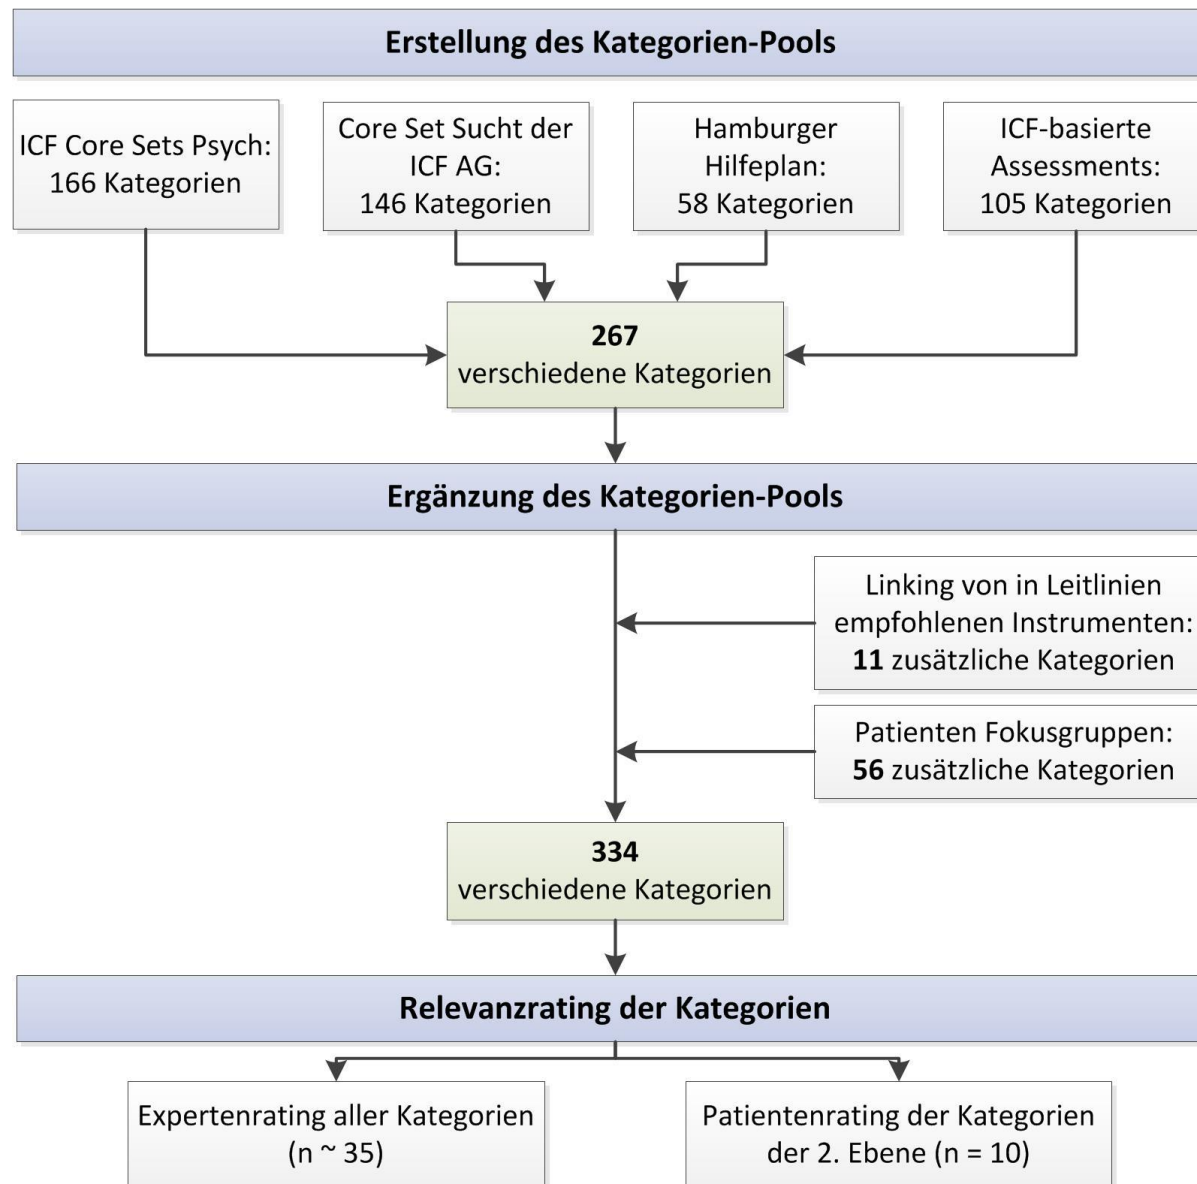 Erstellung des Kategorien-Pools
ICF Core Sets Psych:
166 Kategorien
Core Set Sucht der
ICF AG:
146 Kategorien
Hamburger
Hilfeplan:
58 Kategorien
ICF-basierte
Assessments:
105 Kategorien
267
verschiedene Kategorien
Ergänzung des Kategorien-Pools
Linking von in Leitlinien
empfohlenen Instrumenten:
11 zusätzliche Kategorien
Patienten Fokusgruppen:
56 zusätzliche Kategorien
334
verschiedene Kategorien
Relevanzrating der Kategorien
Expertenrating aller Kategorien
(n ~ 35)
Patientenrating der Kategorien
der 2. Ebene (n = 10)